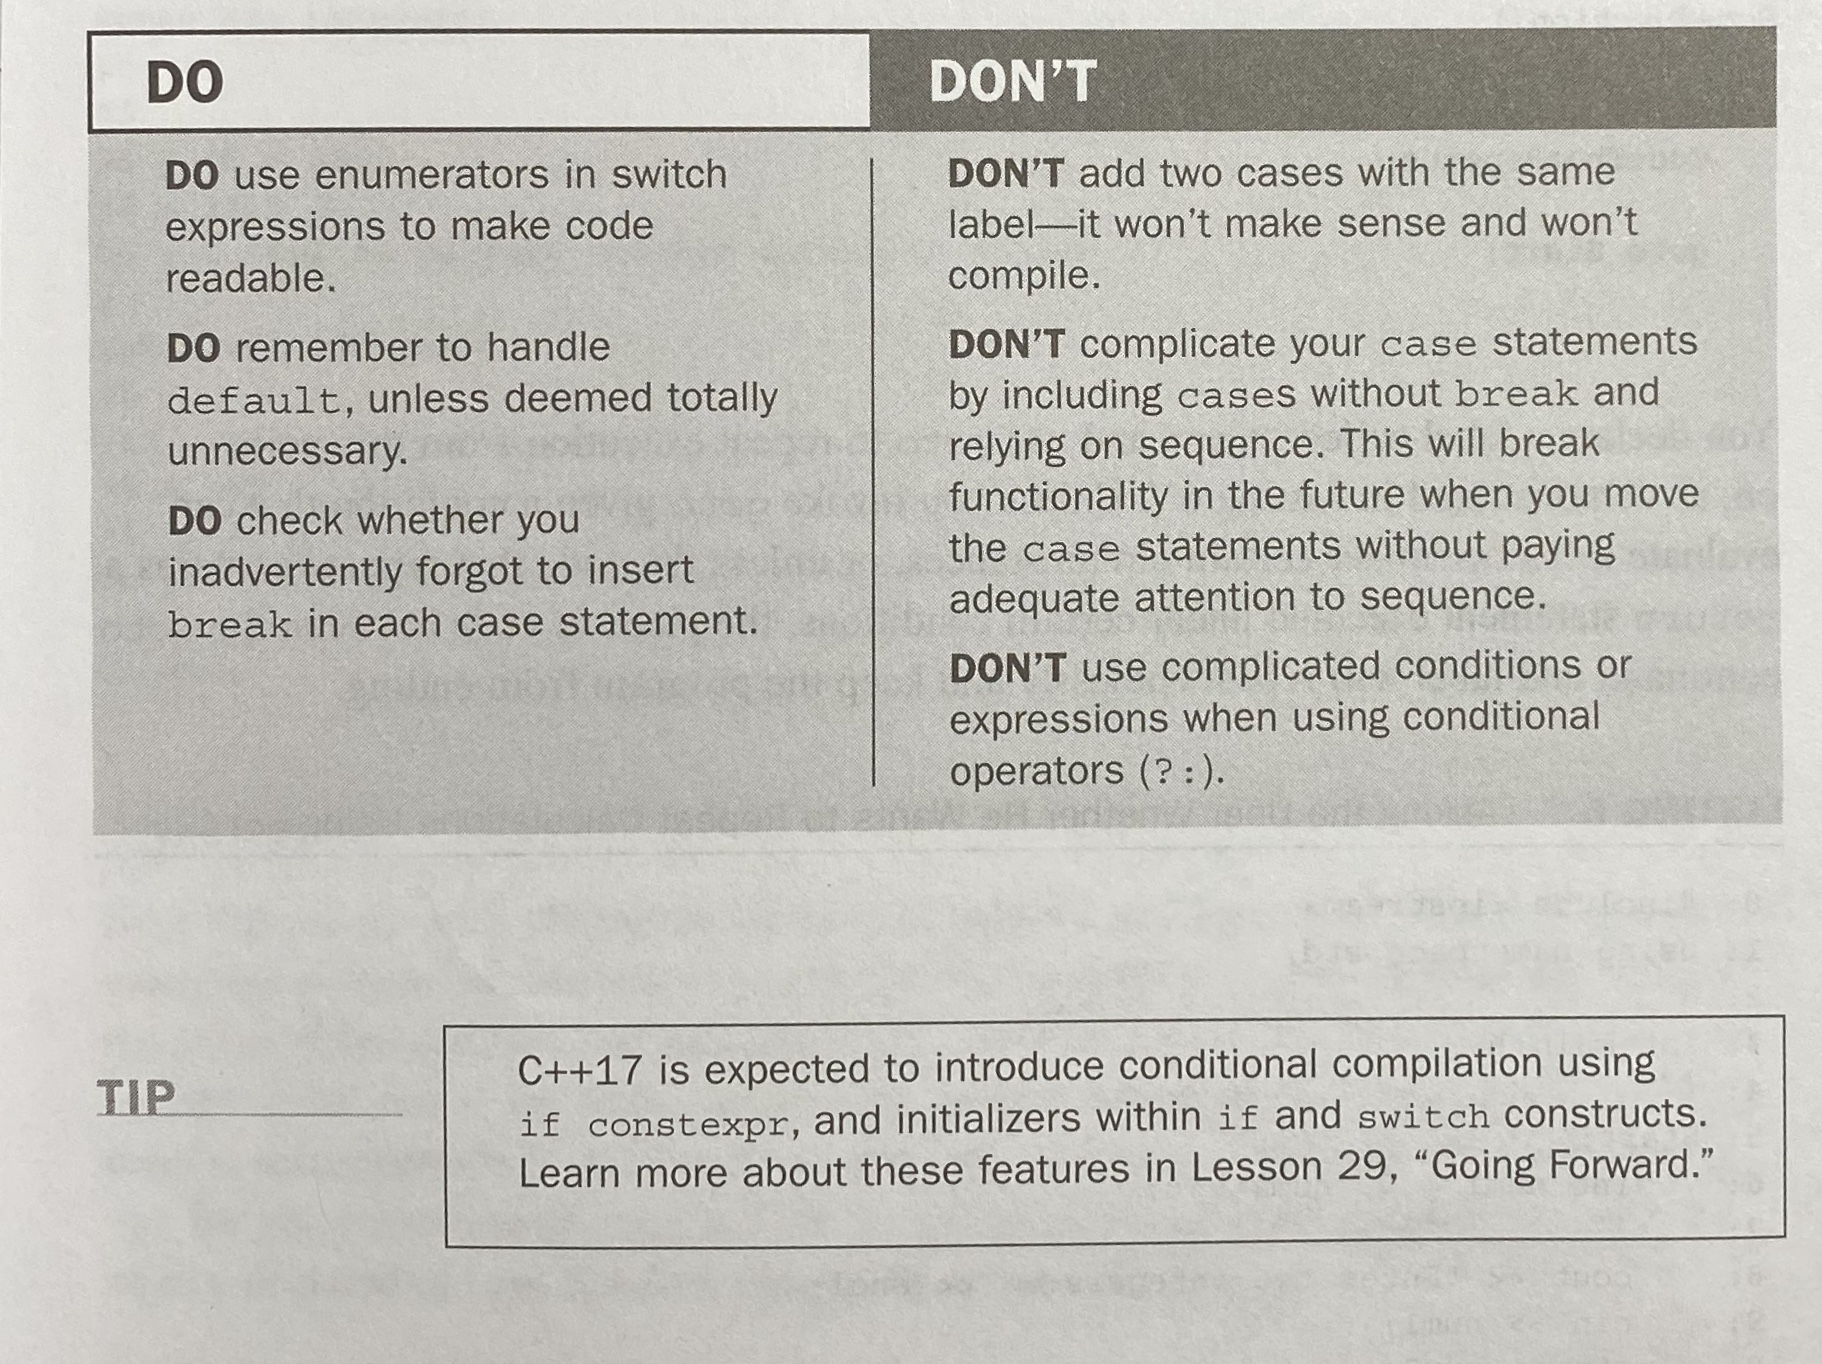 DO
DO use enumerators in switch
expressions to make code
readable.
DO remember to handle
default, unless deemed totally
unnecessary.
DO check whether you
inadvertently forgot to insert
break in each case statement.
DON'T
DON'T add two cases with the same
label—it won't make sense and won't
compile.
DON'T complicate your case statements
by including cases without break and
relying on sequence. This will break
functionality in the future when you move
the case statements without paying
adequate attention to sequence.
DON'T use complicated conditions or
expressions when using conditional
operators (?:).
TIP
C++17 is expected to introduce conditional compilation using
if constexpr, and initializers within if and switch constructs.
Learn more about these features in Lesson 29, “Going Forward.”